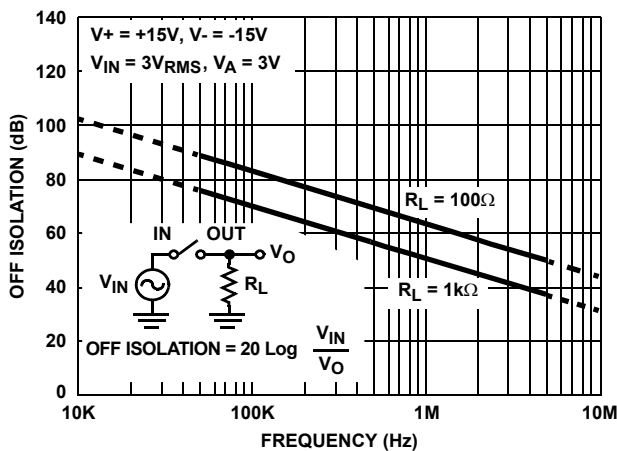 V+ = +15V, V- = -15V
VIN = 3VRMS, VA = 3V
OFF ISOLATION (dB)
140
120
100
80
60
40
20
0
RL = 100Ω
RL = 1kΩ
IN OUT
VO
VIN
RL
OFF ISOLATION = 20 Log VIN
VO
10K 100K 1M 10M
FREQUENCY (Hz)